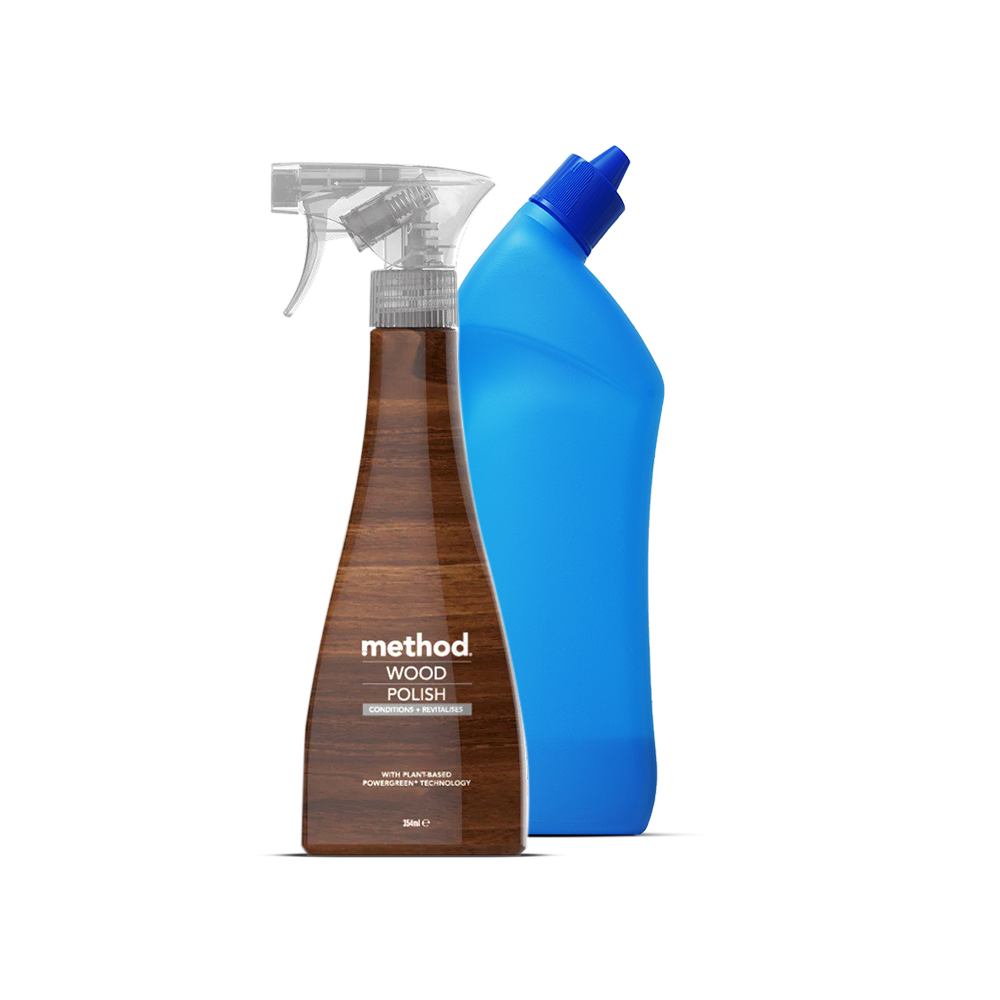 method.
WOOD
POLISH
CONDITIONS + REVITALISES
WITH PLANT-BASED
POWERGREEN® TECHNOLOGY
354ml ℮